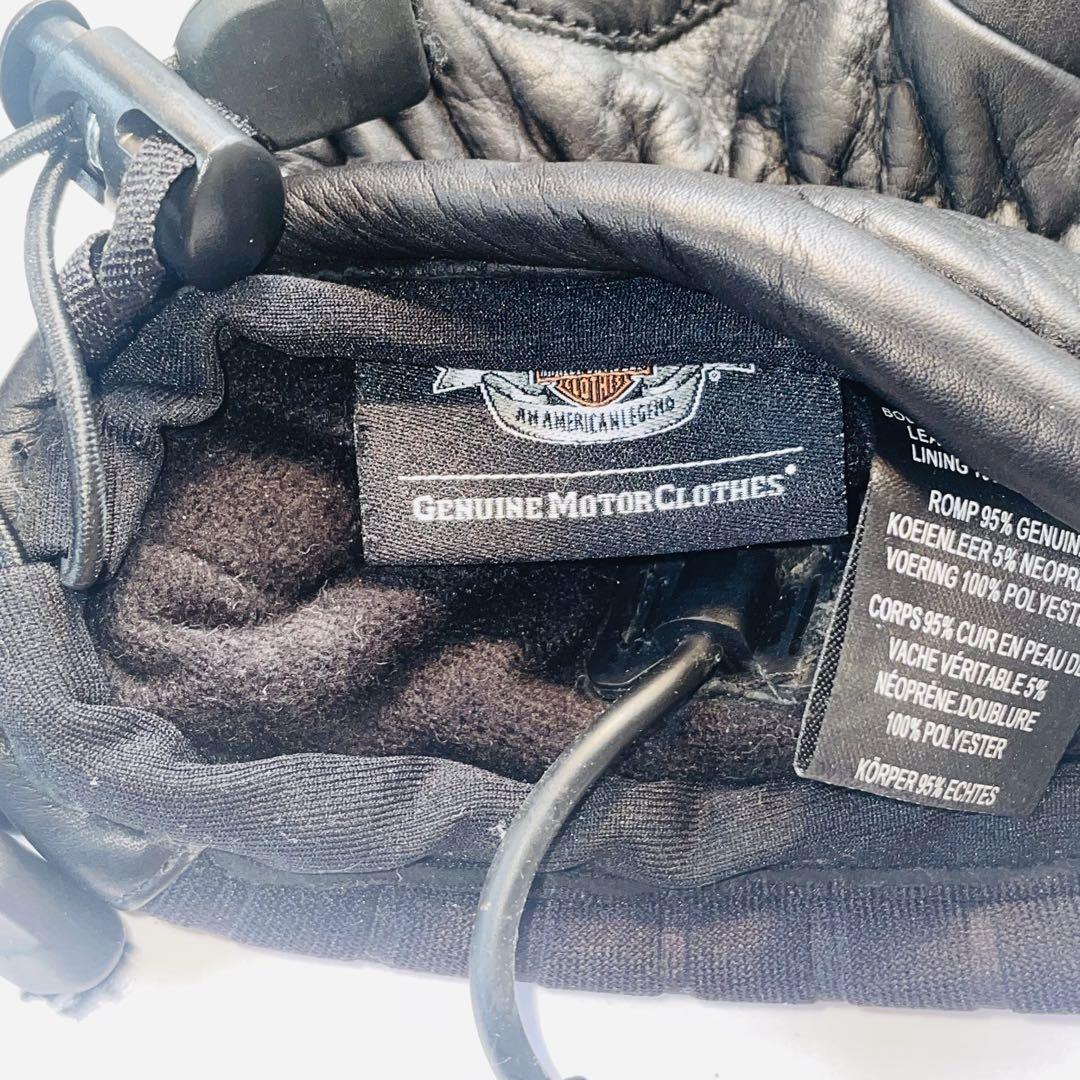 CLOTHES
AN AMERICAN LEGEND
GENUINE MOTORCLOTHES®
LINING
ROMP 95% GENUIN
KOEIENLEER 5% NEOPR
VOERING 100% POLYESTE
CORPS 95% CUIR EN PEAU D
VACHE VÉRITABLE 5%
NÉOPRÈNE.DOUBLURE
100% POLYESTER
KÖRPER 95% ECHTES